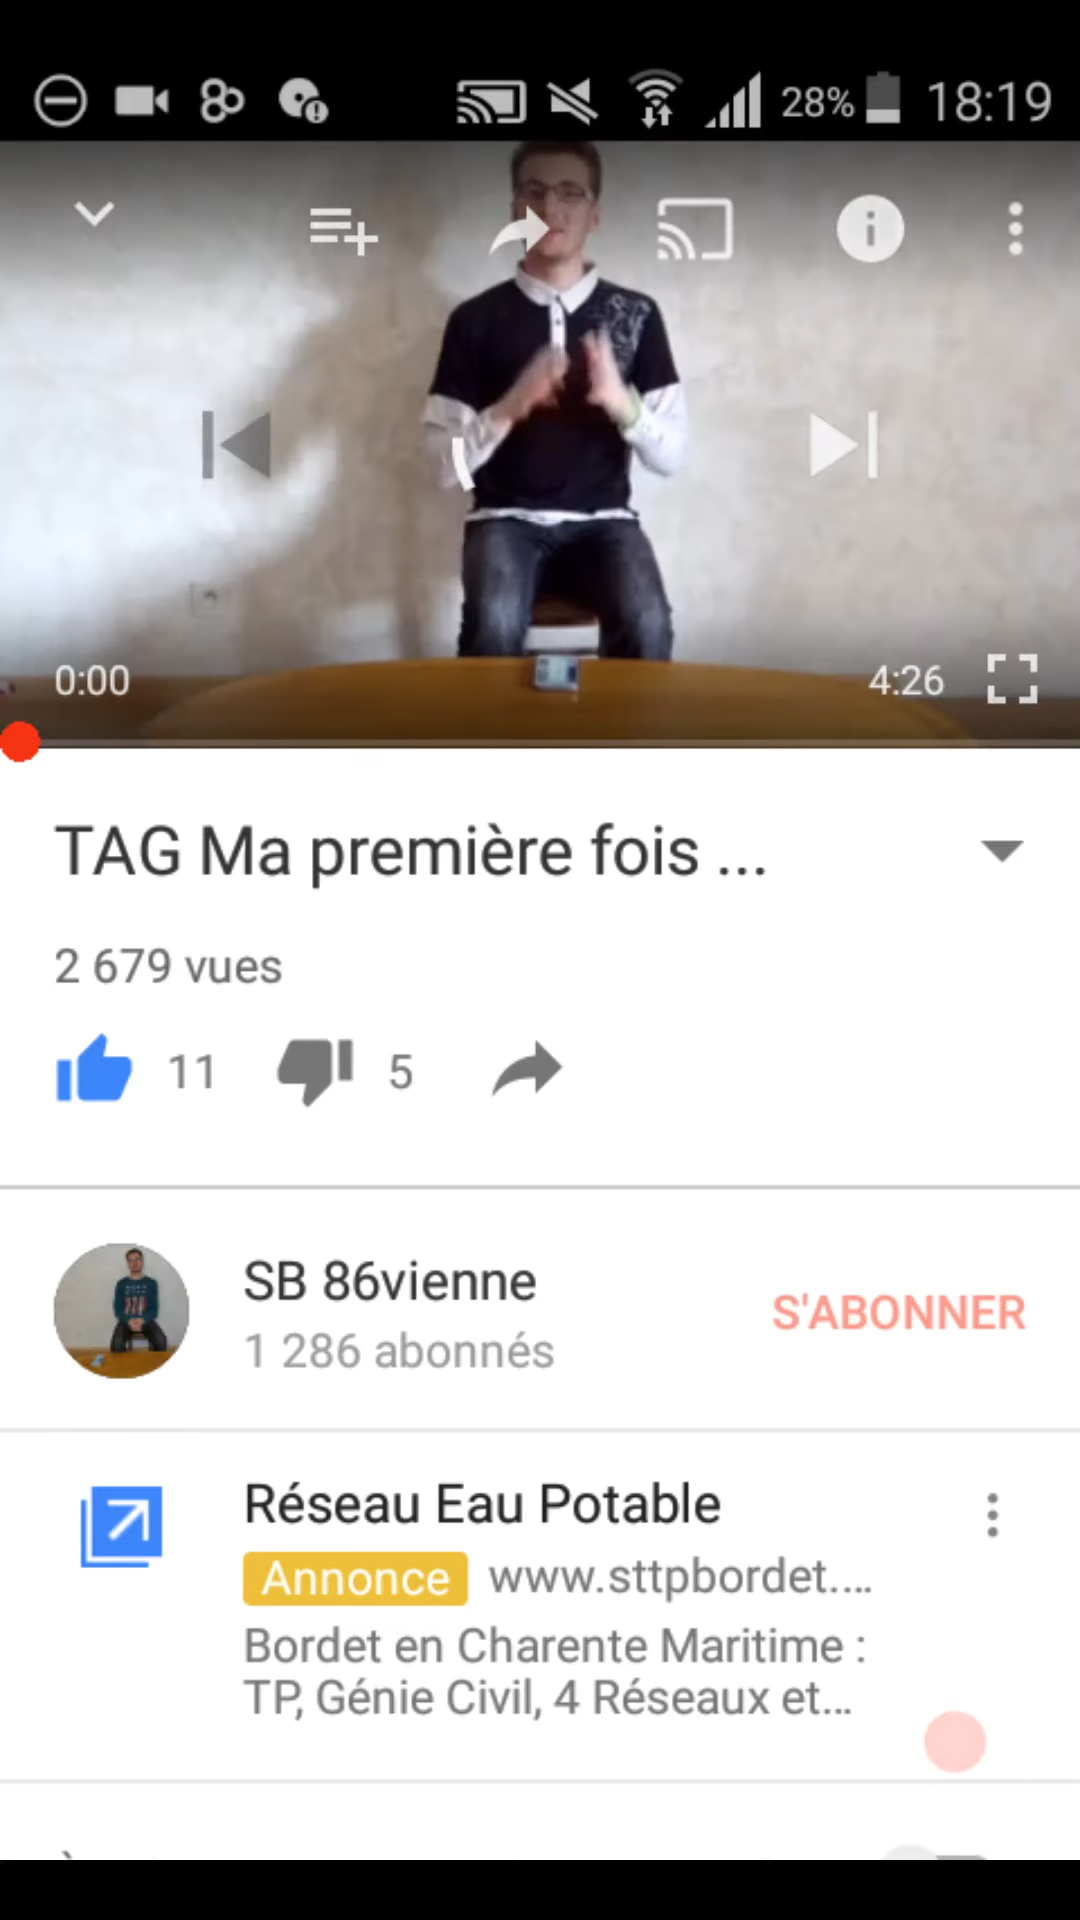 28% 18:19
0:00 4:26
TAG Ma première fois ...
2 679 vues
11 5
SB 86vienne
S'ABONNER
1 286 abonnés
Réseau Eau Potable
Annonce www.sttpbordet....
Bordet en Charente Maritime :
TP, Génie Civil, 4 Réseaux et...